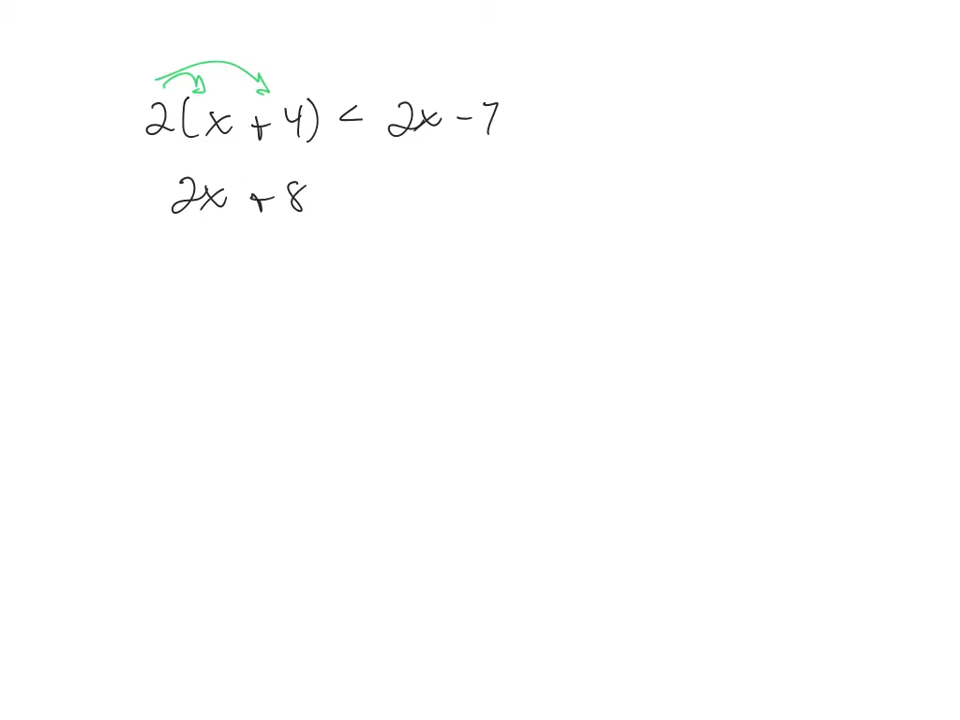 2(x + 4) < 2x - 7
2x + 8